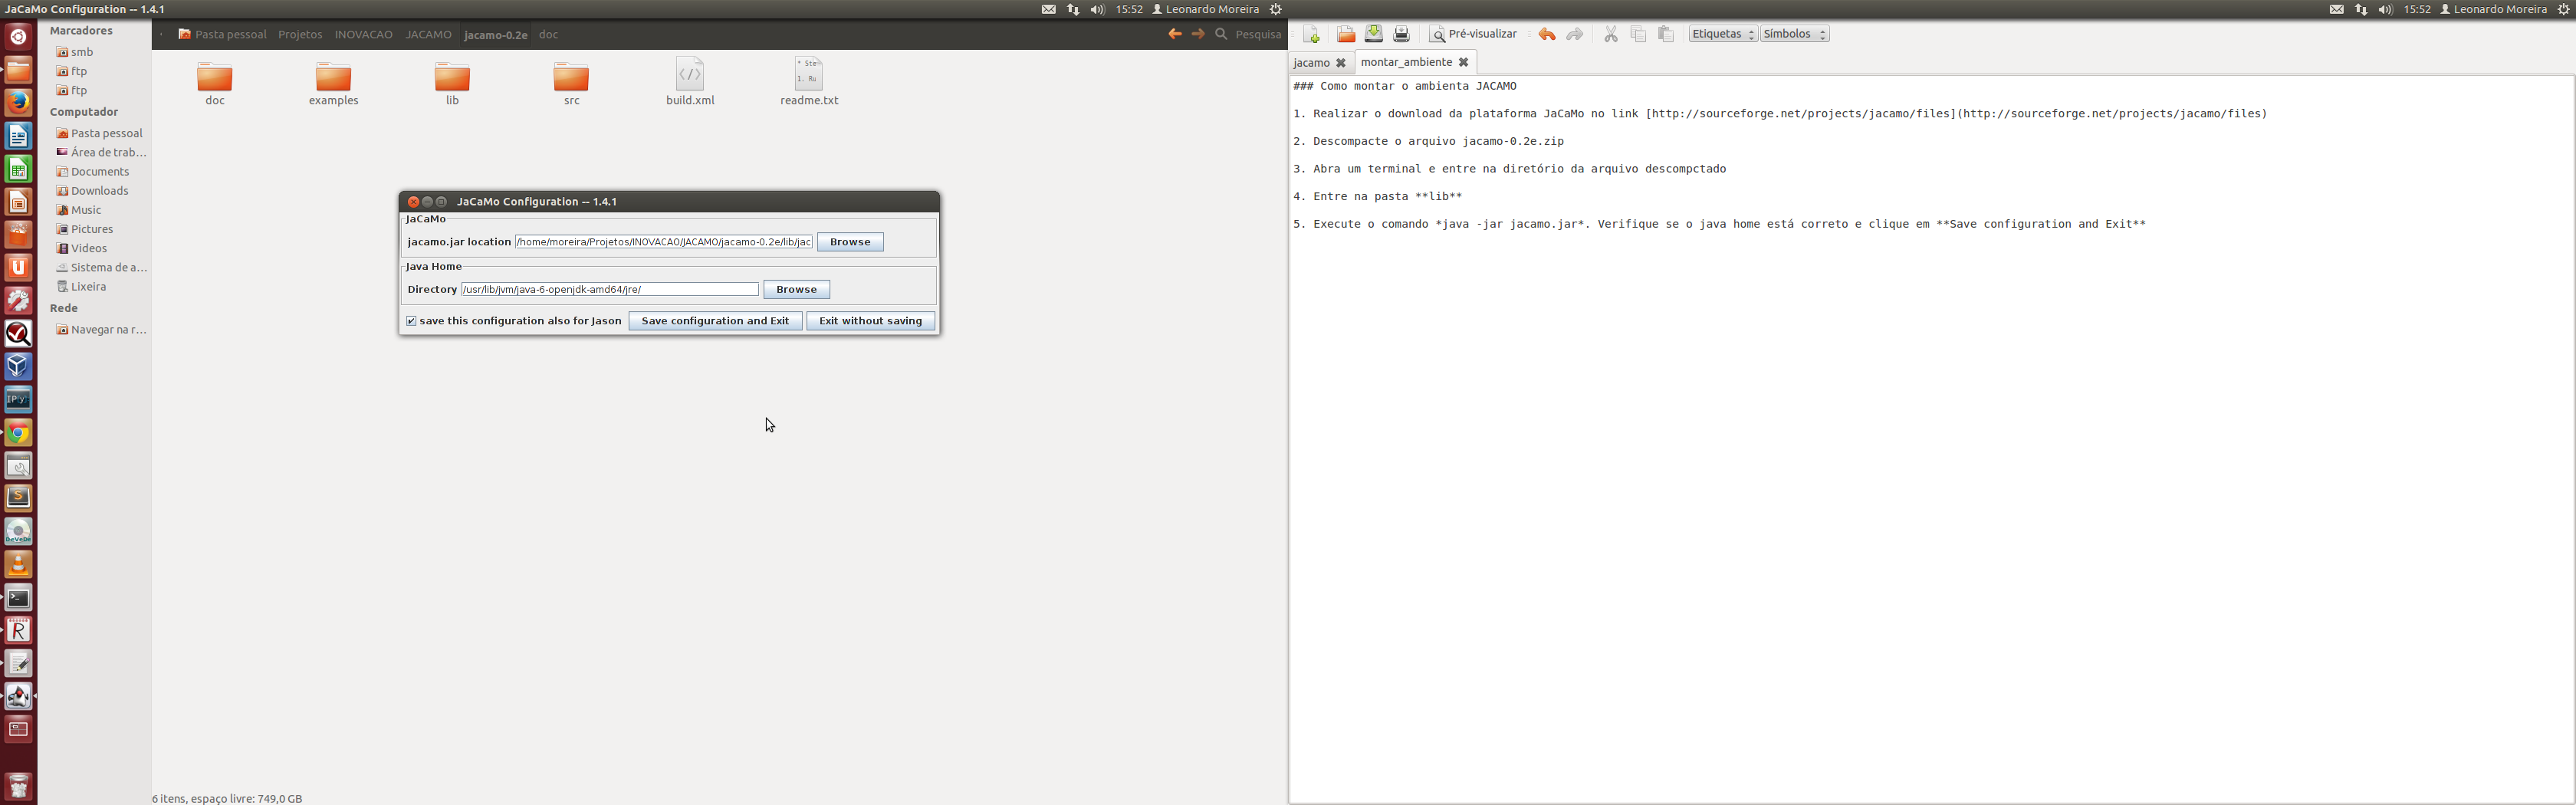 JaCaMo Configuration -- 1.4.1
15:52 Leonardo Moreira
Marcadores
smb
ftp
ftp
Computador
Pasta pessoal
Área de trab...
Documents
Downloads
Music
Pictures
Videos
Sistema de a...
Lixeira
Rede
Navegar na r...
Pasta pessoal Projetos INOVACAO JACAMO jacamo-0.2e doc
Pesquisa
doc examples lib src build.xml readme.txt
JaCaMo Configuration -- 1.4.1
JaCaMo
jacamo.jar location /home/moreira/Projetos/INOVACAO/JACAMO/jacamo-0.2e/lib/jac Browse
Java Home
Directory /usr/lib/jvm/java-6-openjdk-amd64/jre/ Browse
save this configuration also for Jason Save configuration and Exit Exit without saving
6 itens, espaço livre: 749,0 GB
15:52 Leonardo Moreira
Pré-visualizar Etiquetas Símbolos
jacamo montar_ambiente
### Como montar o ambienta JACAMO
1. Realizar o download da plataforma JaCaMo no link [http://sourceforge.net/projects/jacamo/files](http://sourceforge.net/projects/jacamo/files)
2. Descompacte o arquivo jacamo-0.2e.zip
3. Abra um terminal e entre na diretório da arquivo descompctado
4. Entre na pasta **lib**
5. Execute o comando *java -jar jacamo.jar*. Verifique se o java home está correto e clique em **Save configuration and Exit**